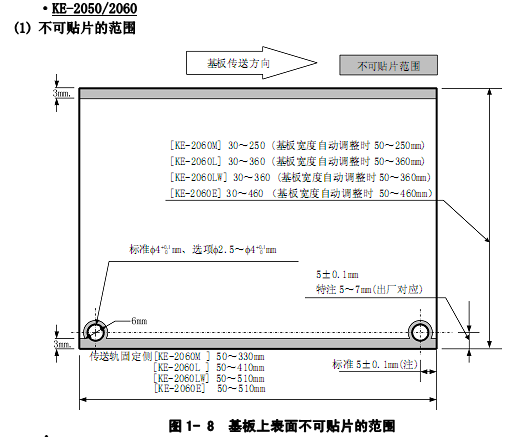 ·KE-2050/2060
(1) 不可贴片的范围
基板传送方向
不可贴片范围
3mm.
[KE-2060M] 30～250 (基板宽度自动调整时 50～250mm)
[KE-2060L] 30～360 (基板宽度自动调整时 50～360mm)
[KE-2060LW] 30～360 (基板宽度自动调整时 50～360mm)
[KE-2060E] 30～460 (基板宽度自动调整时 50～460mm)
标准φ4 mm、选项φ2.5～φ4 mm
5±0.1mm
特注 5～7mm(出厂对应)
6mm
3mm.
传送轨固定侧[KE-2060M ] 50～330mm
[KE-2060L ] 50～410mm
[KE-2060LW] 50～510mm
[KE-2060E] 50～510mm
标准 5±0.1mm(注)
图1- 8 基板上表面不可贴片的范围